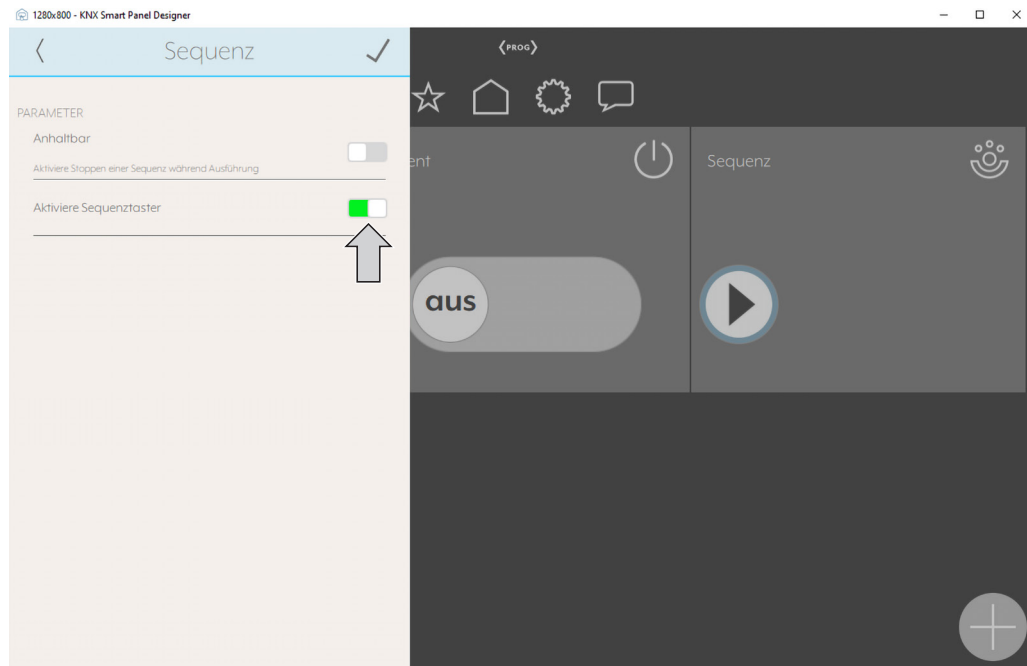 1280x800 - KNX Smart Panel Designer
Sequenz
⟨PROG⟩
PARAMETER
Anhaltbar
Aktiviere Stoppen einer Sequenz während Ausführung
Aktiviere Sequenztaster
ent
Sequenz
aus